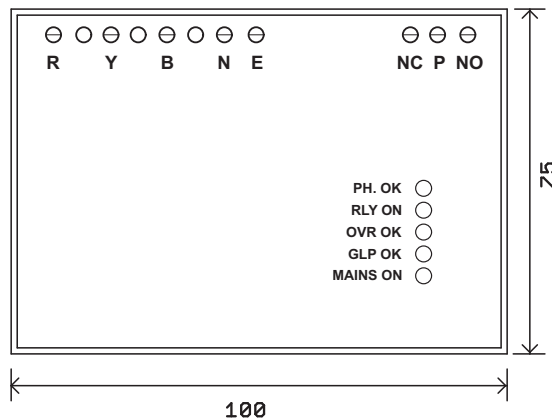 R Y B N E NC P NO
PH. OK
RLY ON
OVR OK
GLP OK
MAINS ON
75
100